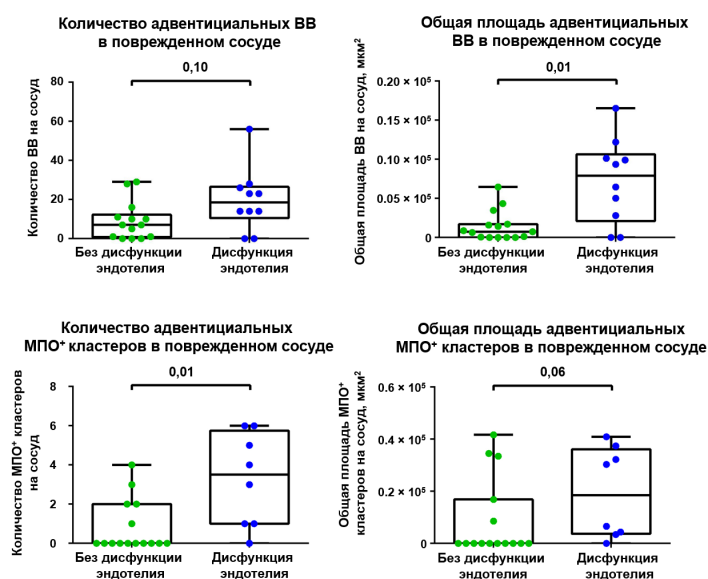 Количество адвентициальных ВВ
в поврежденном сосуде
0,10
Количество ВВ на сосуд
80
60
40
20
0
Без дисфункции
эндотелия
Дисфункция
эндотелия
Общая площадь адвентициальных
ВВ в поврежденном сосуде
0,01
Общая площадь ВВ на сосуд, мкм²
0.20 × 10⁵
0.15 × 10⁵
0.10 × 10⁵
0.05 × 10⁵
0
Без дисфункции
эндотелия
Дисфункция
эндотелия
Количество адвентициальных
МПО⁺ кластеров в поврежденном сосуде
0,01
Количество МПО⁺ кластеров
на сосуд
8
6
4
2
0
Без дисфункции
эндотелия
Дисфункция
эндотелия
Общая площадь адвентициальных
МПО⁺ кластеров в поврежденном сосуде
0,06
Общая площадь МПО⁺
кластеров на сосуд, мкм²
0.6 × 10⁵
0.4 × 10⁵
0.2 × 10⁵
0
Без дисфункции
эндотелия
Дисфункция
эндотелия